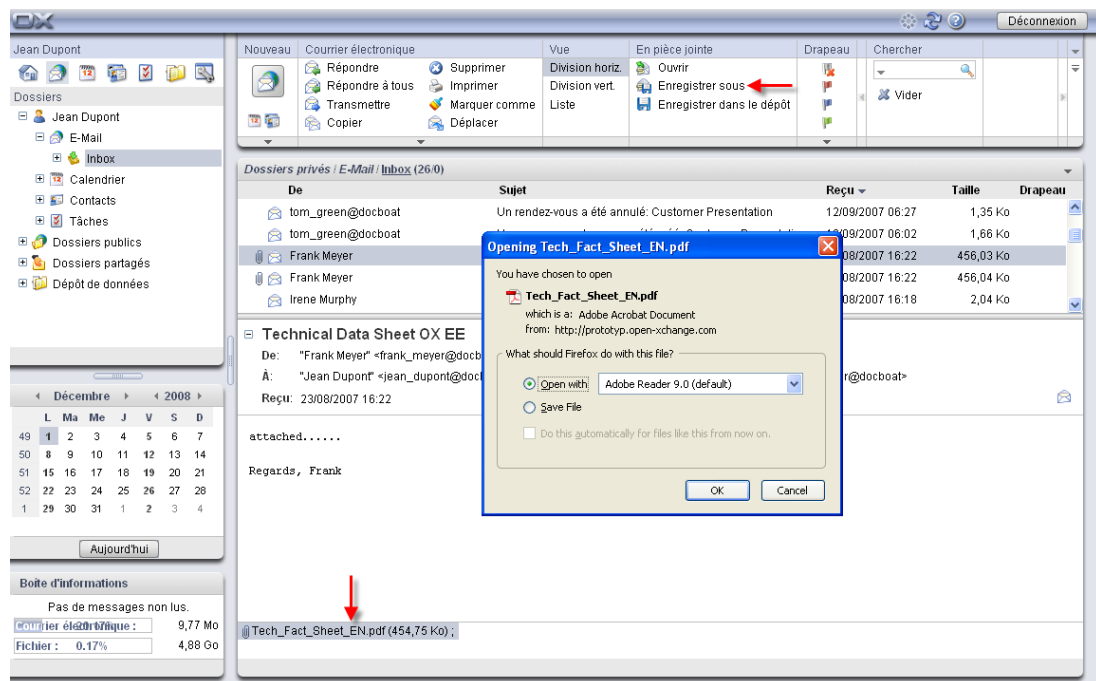 OX
Déconnexion
Jean Dupont
Dossiers
Jean Dupont
E-Mail
Inbox
Calendrier
Contacts
Tâches
Dossiers publics
Dossiers partagés
Dépôt de données
Décembre 2008
L Ma Me J V S D
49 1 2 3 4 5 6 7
50 8 9 10 11 12 13 14
51 15 16 17 18 19 20 21
52 22 23 24 25 26 27 28
1 29 30 31 1 2 3 4
Aujourd'hui
Boîte d'informations
Pas de messages non lus.
Courrier électronique : 9,77 Mo
Fichier : 0.17% 4,88 Go
Nouveau Courrier électronique Vue En pièce jointe Drapeau Chercher
Répondre Supprimer Division horiz. Ouvrir
Répondre à tous Imprimer Division vert. Enregistrer sous
Transmettre Marquer comme Liste Enregistrer dans le dépôt Vider
Copier Déplacer
Dossiers privés / E-Mail / Inbox (26/0)
De Sujet Reçu Taille Drapeau
tom_green@docboat Un rendez-vous a été annulé: Customer Presentation 12/09/2007 06:27 1,35 Ko
tom_green@docboat 06:02 1,66 Ko
Frank Meyer 08/2007 16:22 456,03 Ko
Frank Meyer 08/2007 16:22 456,04 Ko
Irene Murphy 08/2007 16:18 2,04 Ko
Technical Data Sheet OX EE
De: "Frank Meyer" <frank_meyer@docb
À: "Jean Dupont" <jean_dupont@docl r@docboat>
Reçu: 23/08/2007 16:22
attached......
Regards, Frank
Tech_Fact_Sheet_EN.pdf (454,75 Ko) ;
Opening Tech_Fact_Sheet_EN.pdf
You have chosen to open
Tech_Fact_Sheet_EN.pdf
which is a: Adobe Acrobat Document
from: http://prototyp.open-xchange.com
What should Firefox do with this file?
Open with Adobe Reader 9.0 (default)
Save File
Do this automatically for files like this from now on.
OK Cancel